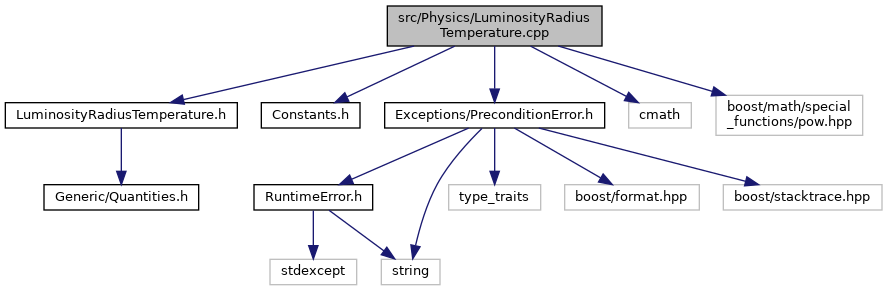 src/Physics/LuminosityRadius
Temperature.cpp
LuminosityRadiusTemperature.h
Constants.h
Exceptions/PreconditionError.h
cmath
boost/math/special
_functions/pow.hpp
Generic/Quantities.h
RuntimeError.h
type_traits
boost/format.hpp
boost/stacktrace.hpp
stdexcept
string